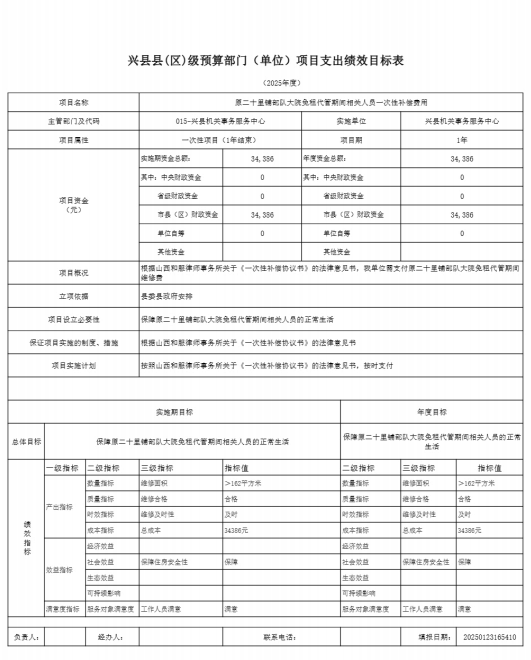 兴县县(区)级预算部门（单位）项目支出绩效目标表
（2025年度）
项目名称 原二十里铺部队大院免租代管期间相关人员一次性补偿费用
主管部门及代码 015-兴县机关事务服务中心 实施单位 兴县机关事务服务中心
项目属性 一次性项目（1年结束） 项目期 1年
项目资金（元） 实施期资金总额： 34,386 年度资金总额： 34,386
其中：中央财政资金 0 其中：中央财政资金 0
省级财政资金 0 省级财政资金 0
市县（区）财政资金 34,386 市县（区）财政资金 34,386
单位自筹 0 单位自筹 0
其他资金 其他资金
项目概况 根据山西和服律师事务所关于《一次性补偿协议书》的法律意见书，我单位需支付原二十里铺部队大院免租代管期间
维修费
立项依据 县委县政府安排
项目设立必要性 保障原二十里铺部队大院免租代管期间相关人员的正常生活
保证项目实施的制度、措施 根据山西和服律师事务所关于《一次性补偿协议书》的法律意见书
项目实施计划 按照山西和服律师事务所关于《一次性补偿协议书》的法律意见书，按时支付
实施期目标 年度目标
总体目标 保障原二十里铺部队大院免租代管期间相关人员的正常生活 保障原二十里铺部队大院免租代管期间相关人员的正常
生活
绩效指标 一级指标 二级指标 三级指标 指标值 二级指标 三级指标 指标值
产出指标 数量指标 维修面积 >162平方米 数量指标 维修面积 >162平方米
质量指标 维修合格 合格 质量指标 维修合格 合格
时效指标 维修及时性 及时 时效指标 维修及时性 及时
成本指标 总成本 34386元 成本指标 总成本 34386元
效益指标 经济效益 经济效益
社会效益 保障住房安全性 保障 社会效益 保障住房安全性 保障
生态效益 生态效益
可持续影响 可持续影响
满意度指标 服务对象满意度 工作人员满意 满意 服务对象满意度 工作人员满意 满意
负责人： 经办人： 联系电话： 填报日期： 20250123165410